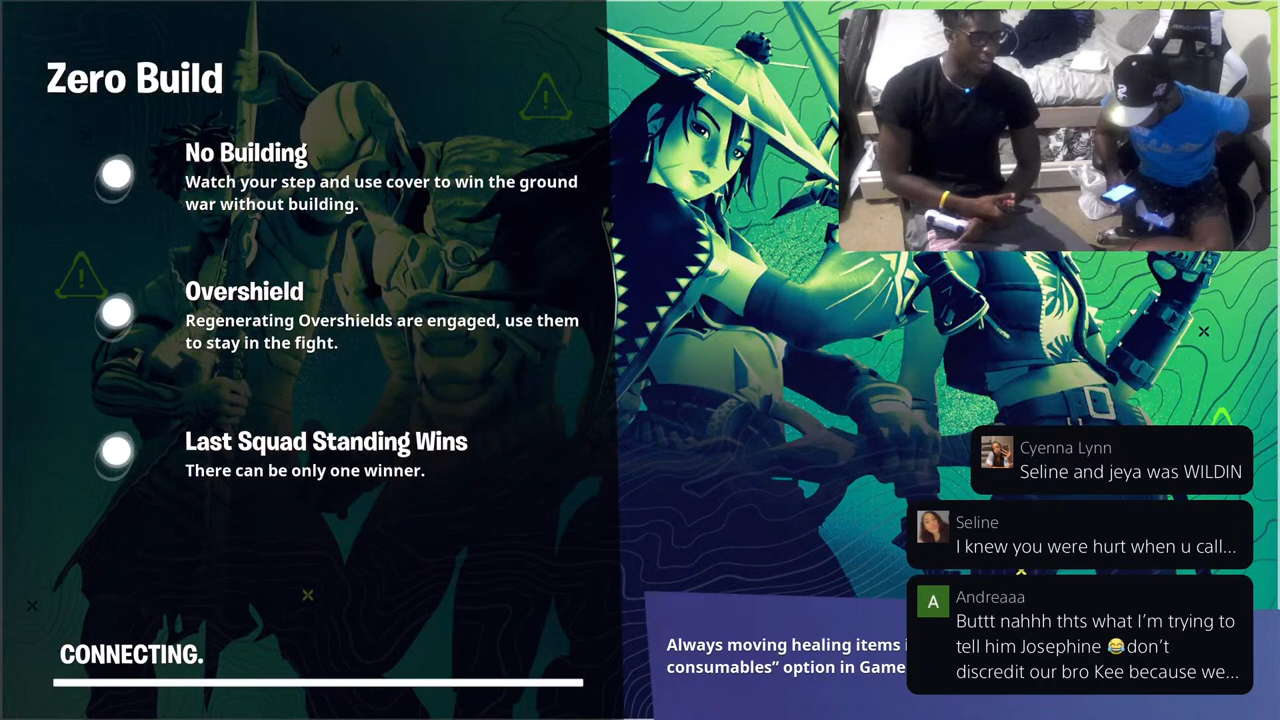 Zero Build
No Building
Watch your step and use cover to win the ground
war without building.
Overshield
Regenerating Overshields are engaged, use them
to stay in the fight.
Last Squad Standing Wins
There can be only one winner.
CONNECTING.
Always moving healing items
consumables” option in Game
Cyenna Lynn
Seline and jeya was WILDIN
Seline
I knew you were hurt when u call...
A
Andreaaa
Buttt nahhh thts what I’m trying to
tell him Josephine 😂don’t
discredit our bro Kee because we...